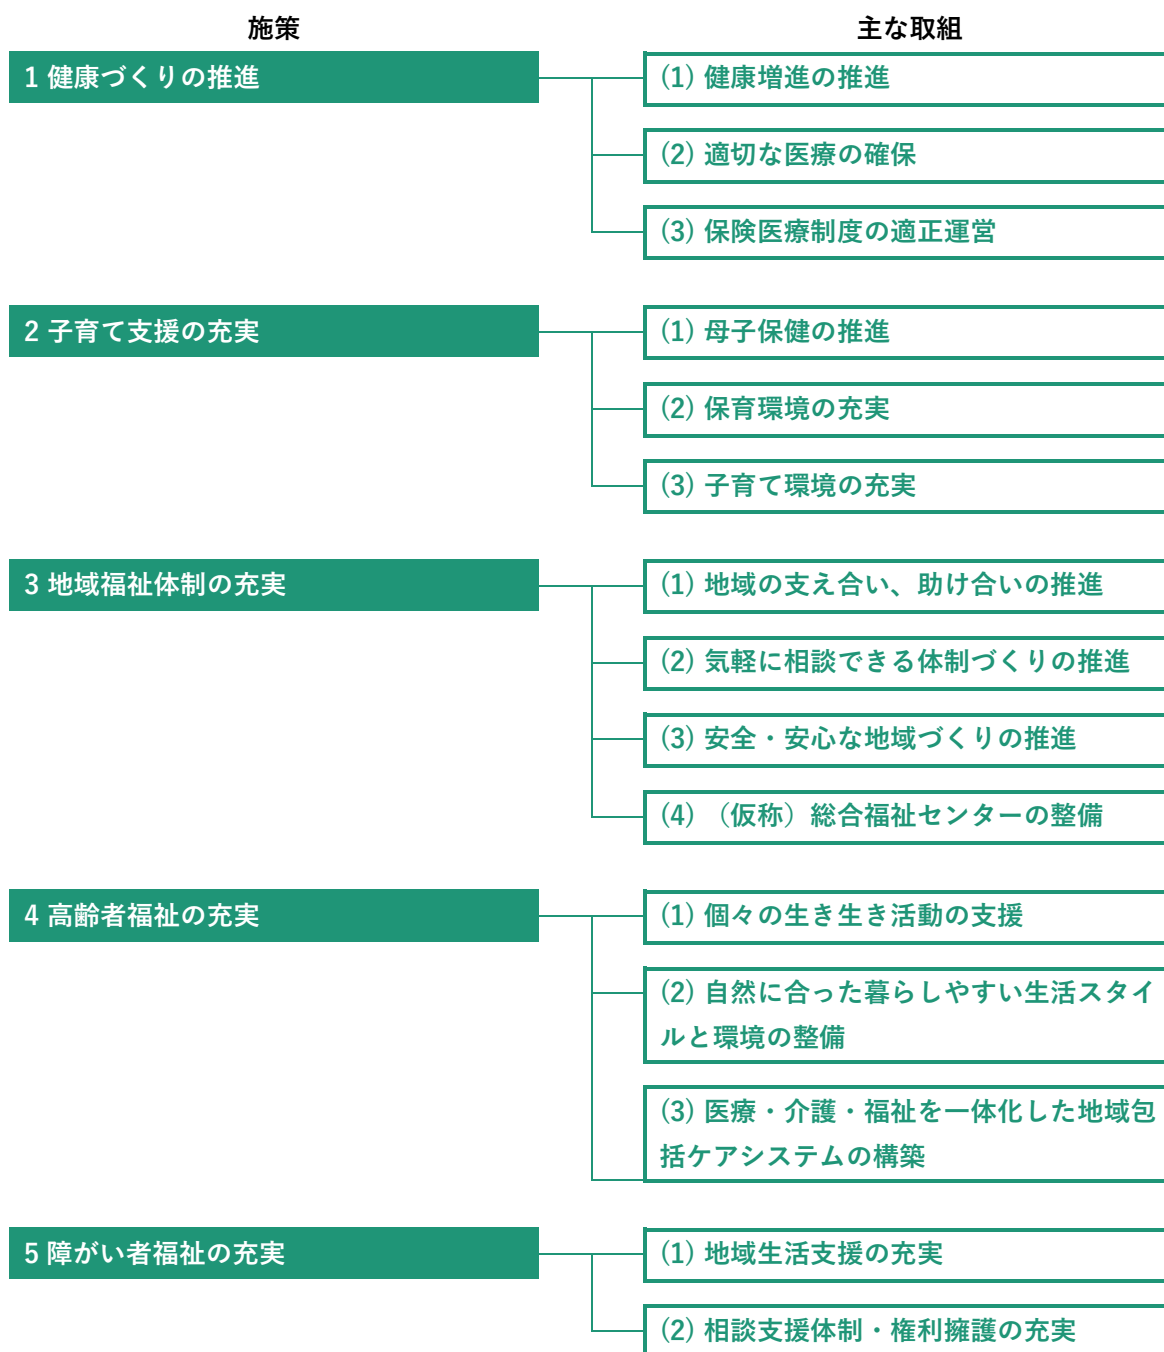 施策
主な取組
1 健康づくりの推進
(1) 健康増進の推進
(2) 適切な医療の確保
(3) 保険医療制度の適正運営
2 子育て支援の充実
(1) 母子保健の推進
(2) 保育環境の充実
(3) 子育て環境の充実
3 地域福祉体制の充実
(1) 地域の支え合い、助け合いの推進
(2) 気軽に相談できる体制づくりの推進
(3) 安全・安心な地域づくりの推進
(4) （仮称）総合福祉センターの整備
4 高齢者福祉の充実
(1) 個々の生き生き活動の支援
(2) 自然に合った暮らしやすい生活スタイ
ルと環境の整備
(3) 医療・介護・福祉を一体化した地域包
括ケアシステムの構築
5 障がい者福祉の充実
(1) 地域生活支援の充実
(2) 相談支援体制・権利擁護の充実